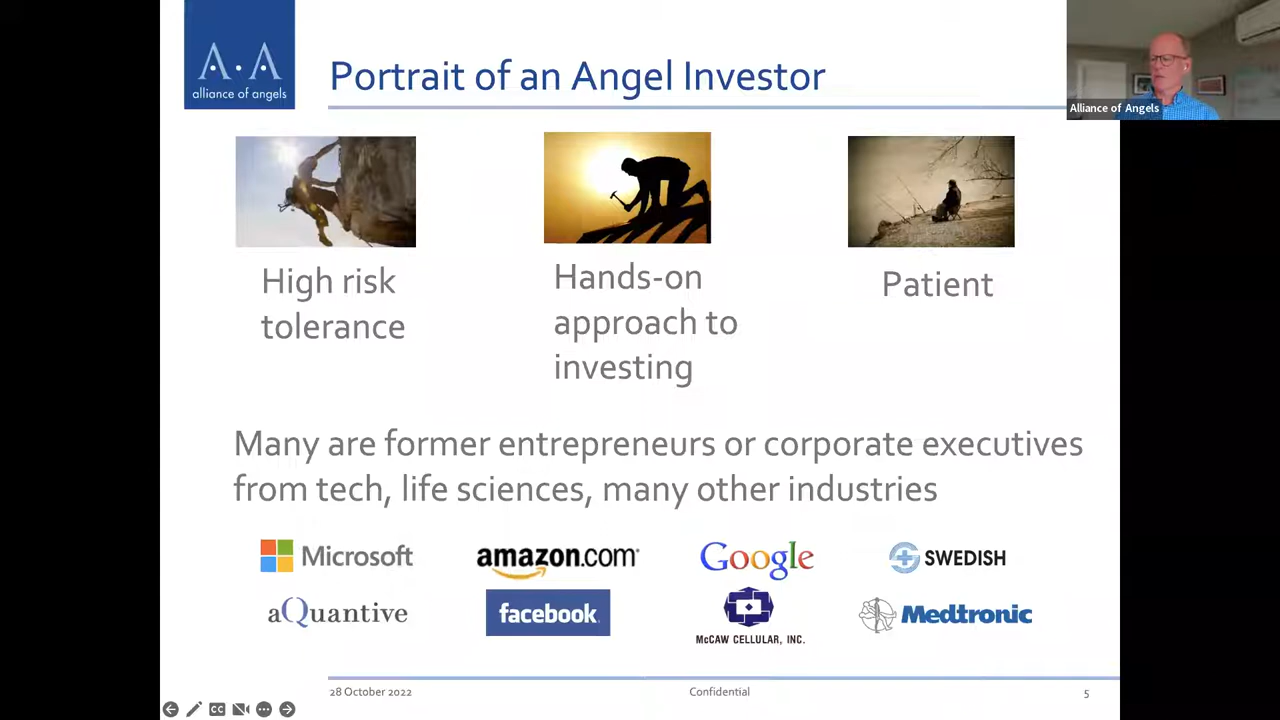 A · A
alliance of angels
Portrait of an Angel Investor
Alliance of Angels
High risk
tolerance
Hands-on
approach to
investing
Patient
Many are former entrepreneurs or corporate executives
from tech, life sciences, many other industries
Microsoft
amazon.com
Google
SWEDISH
aQuantive
facebook
McCAW CELLULAR, INC.
Medtronic
28 October 2022
Confidential
5
CC